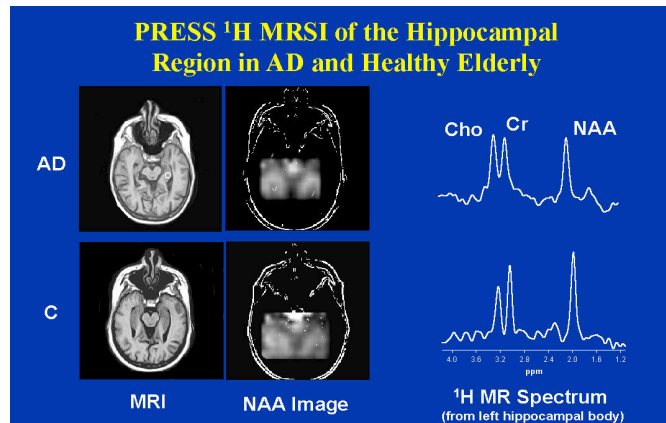 PRESS ¹H MRSI of the Hippocampal
Region in AD and Healthy Elderly
AD
Cho
Cr
NAA
C
4.0 3.6 3.2 2.8 2.4 2.0 1.6 1.2
ppm
MRI
NAA Image
¹H MR Spectrum
(from left hippocampal body)